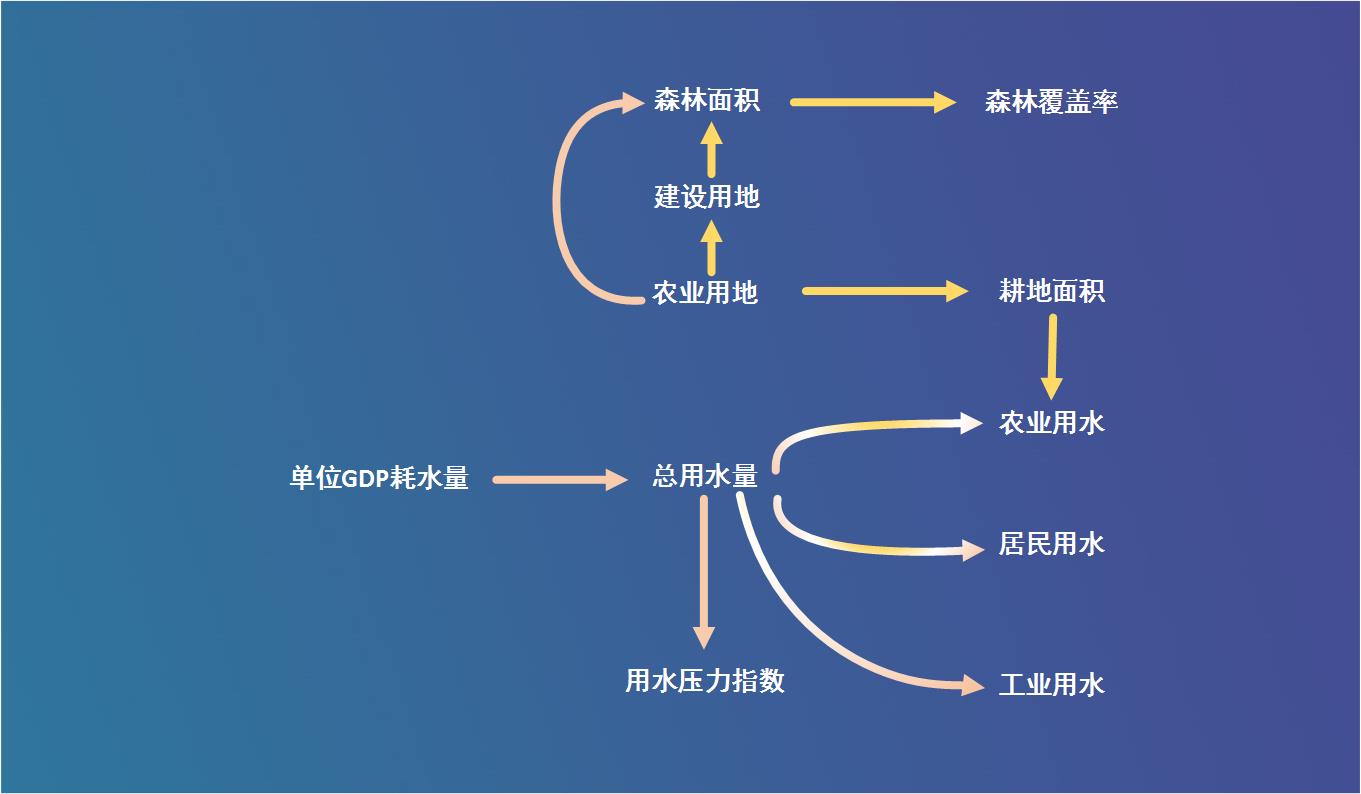 森林面积
森林覆盖率
建设用地
农业用地
耕地面积
农业用水
单位GDP耗水量
总用水量
居民用水
用水压力指数
工业用水